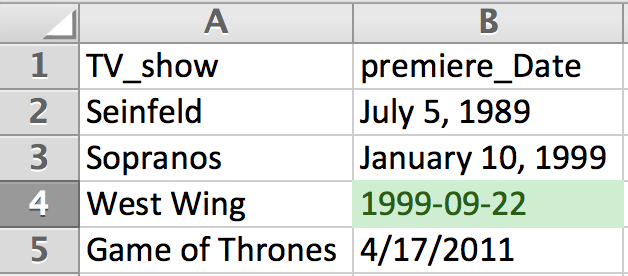 A B
1 TV_show premiere_Date
2 Seinfeld July 5, 1989
3 Sopranos January 10, 1999
4 West Wing 1999-09-22
5 Game of Thrones 4/17/2011